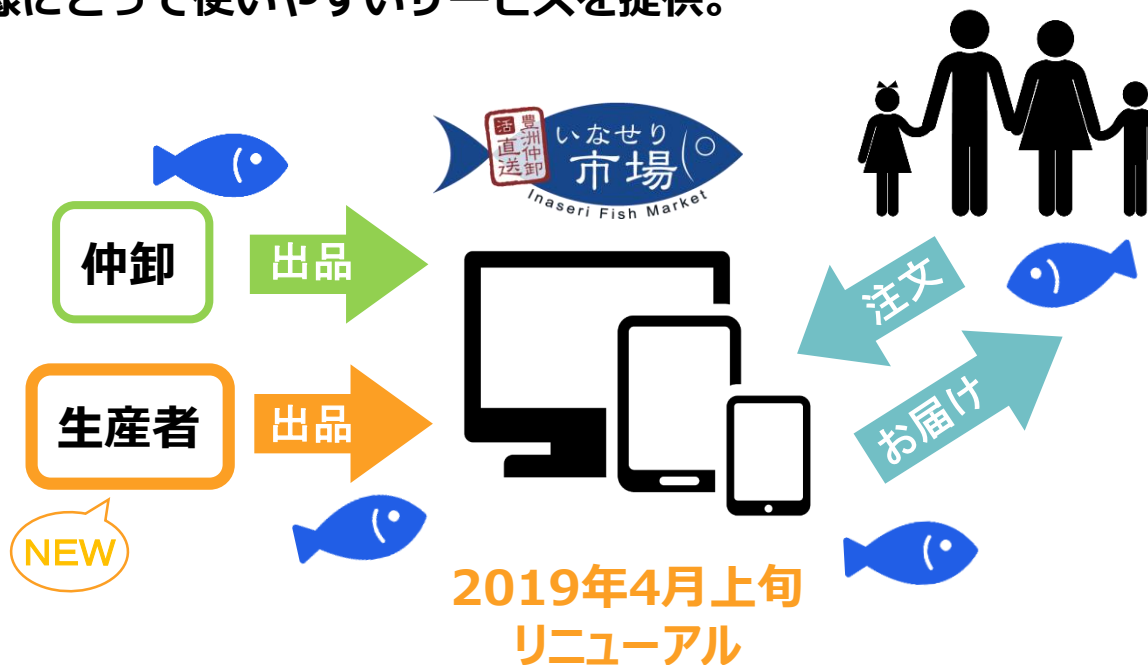 様にとって使いやすいサービスを提供。
活
直送
豊洲仲卸
いなせり
市場
Inaseri Fish Market
仲卸
出品
注文
生産者
出品
お届け
NEW
2019年4月上旬
リニューアル